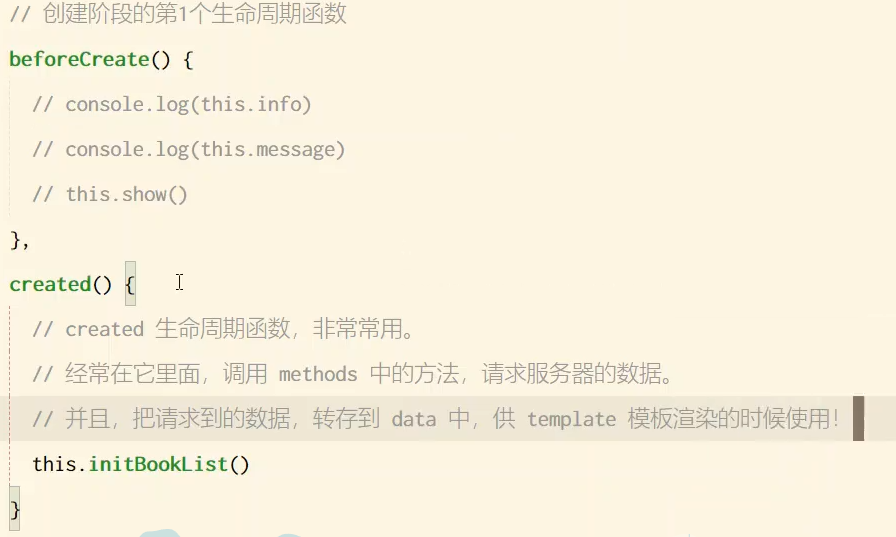 // 创建阶段的第1个生命周期函数
beforeCreate() {
// console.log(this.info)
// console.log(this.message)
// this.show()
},
created() {
// created 生命周期函数，非常常用。
// 经常在它里面，调用 methods 中的方法，请求服务器的数据。
// 并且，把请求到的数据，转存到 data 中，供 template 模板渲染的时候使用！
this.initBookList()
}